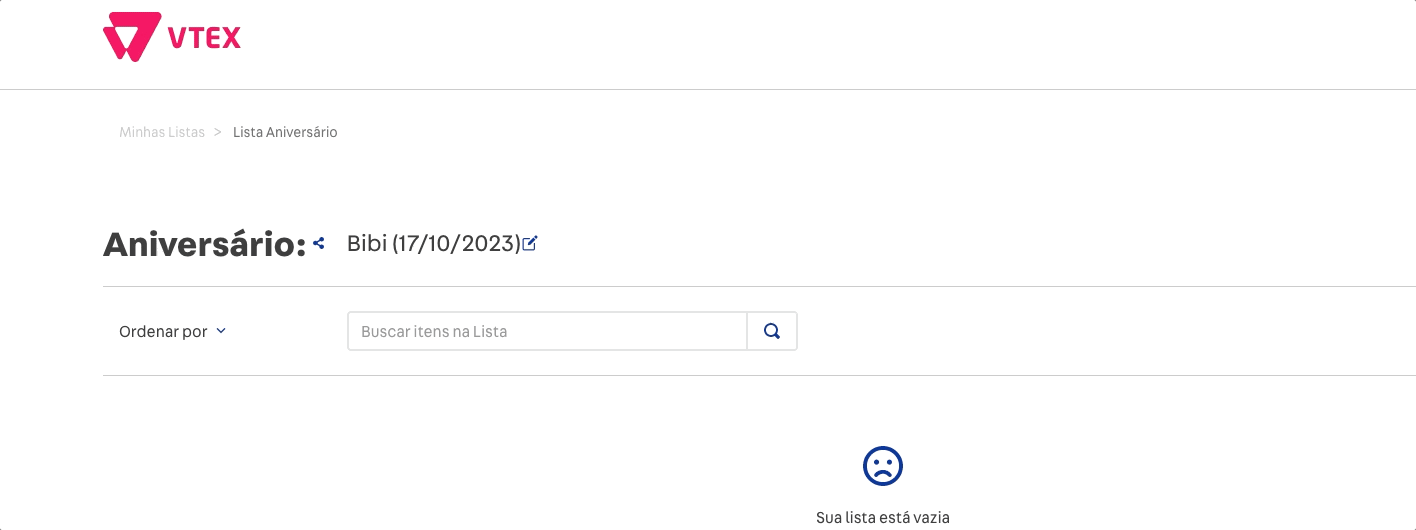 VTEX
Minhas Listas > Lista Aniversário
Aniversário: Bibi (17/10/2023)
Ordenar por Buscar itens na Lista
Sua lista está vazia